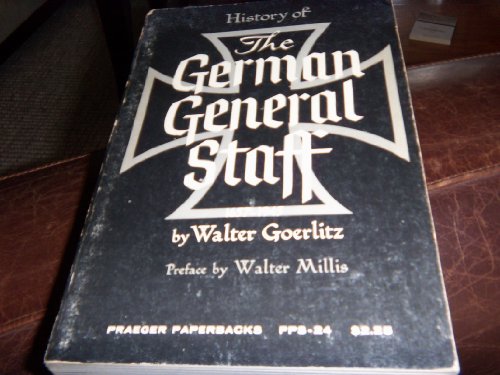 History of
The
German
General
Staff
by Walter Goerlitz
Preface by Walter Millis
PRAEGER PAPERBACKS PPS-24 $2.25